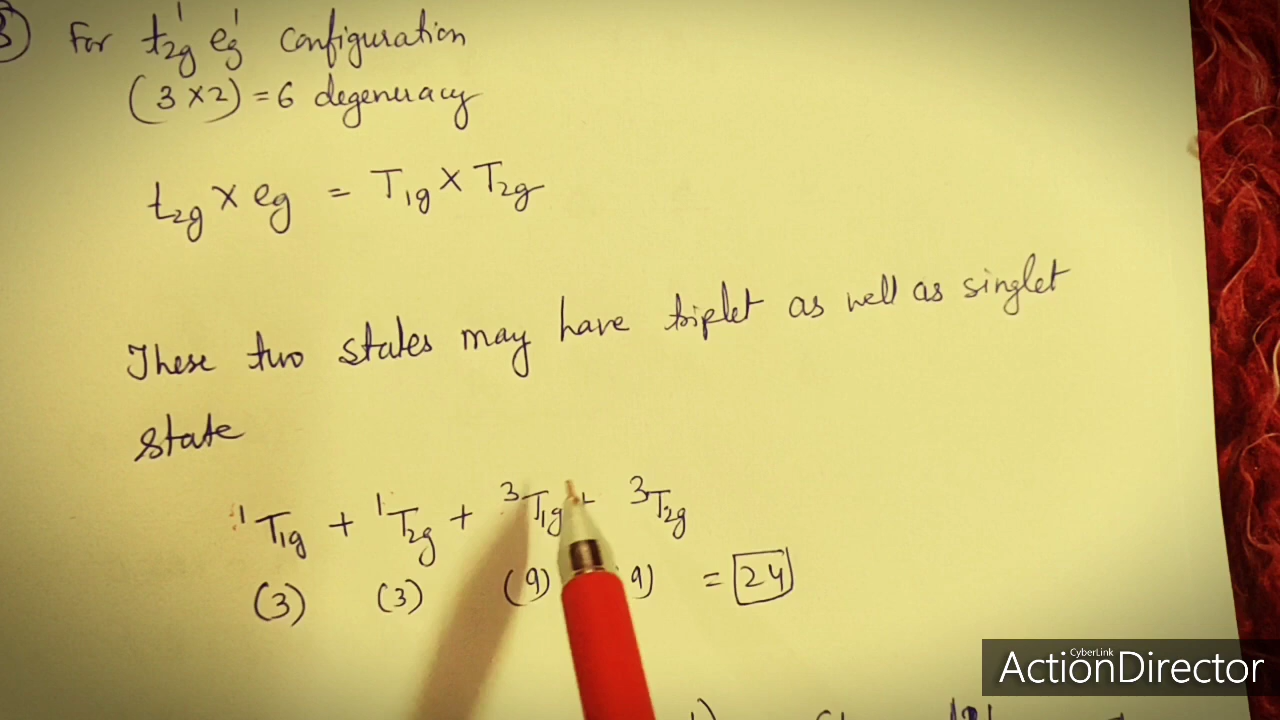 3) For t2g¹ eg¹ configuration
(3×2) = 6 degeneracy
t2g × eg = T1g × T2g
These two states may have triplet as well as singlet
state
¹T1g + ¹T2g + ³T1g + ³T2g
(3) (3) (9) 9) = 24
CyberLink
ActionDirector